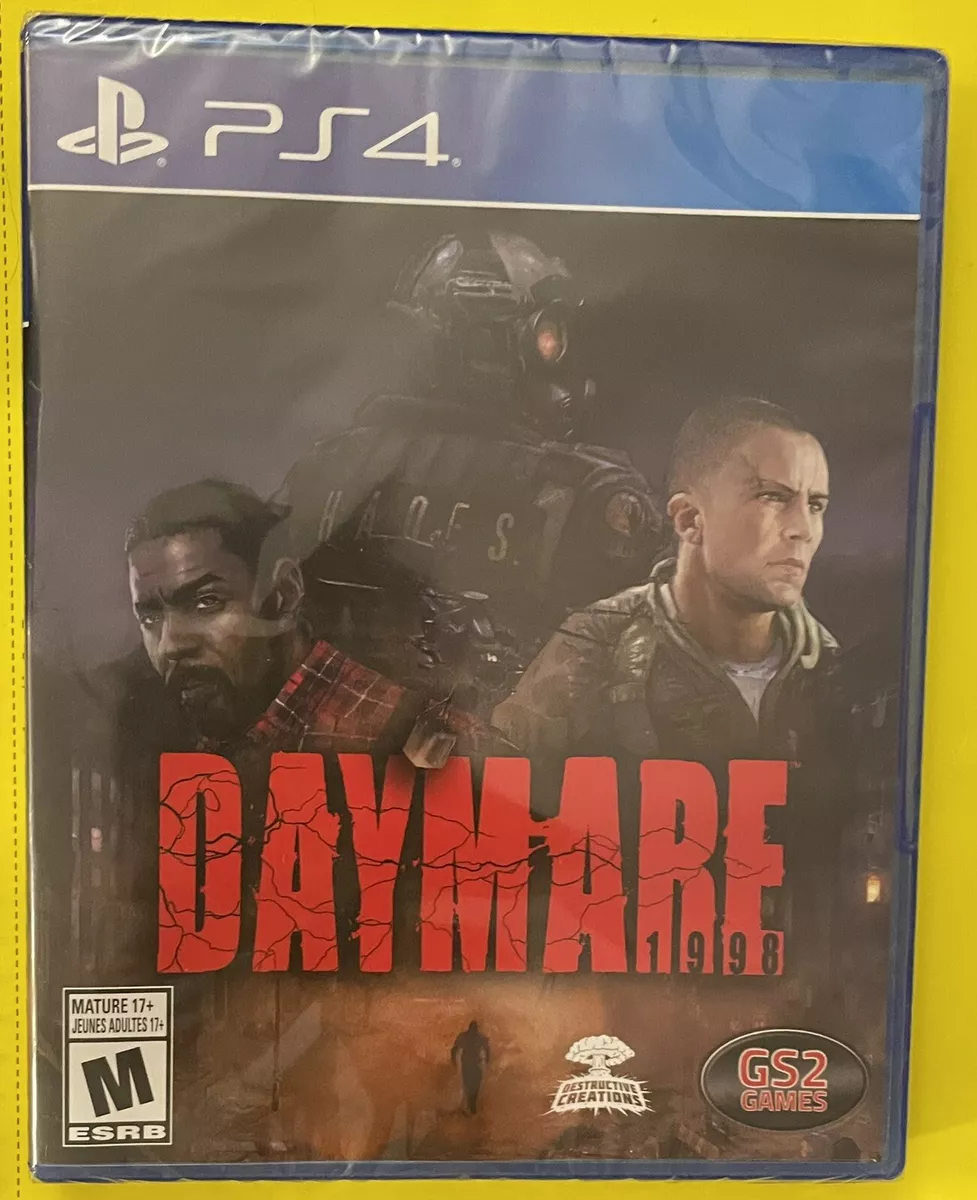 PS4
H.A.D.E.S.
DAYMARE
1998
MATURE 17+
JEUNES ADULTES 17+
M
ESRB
DESTRUCTIVE
CREATIONS
GS2
GAMES